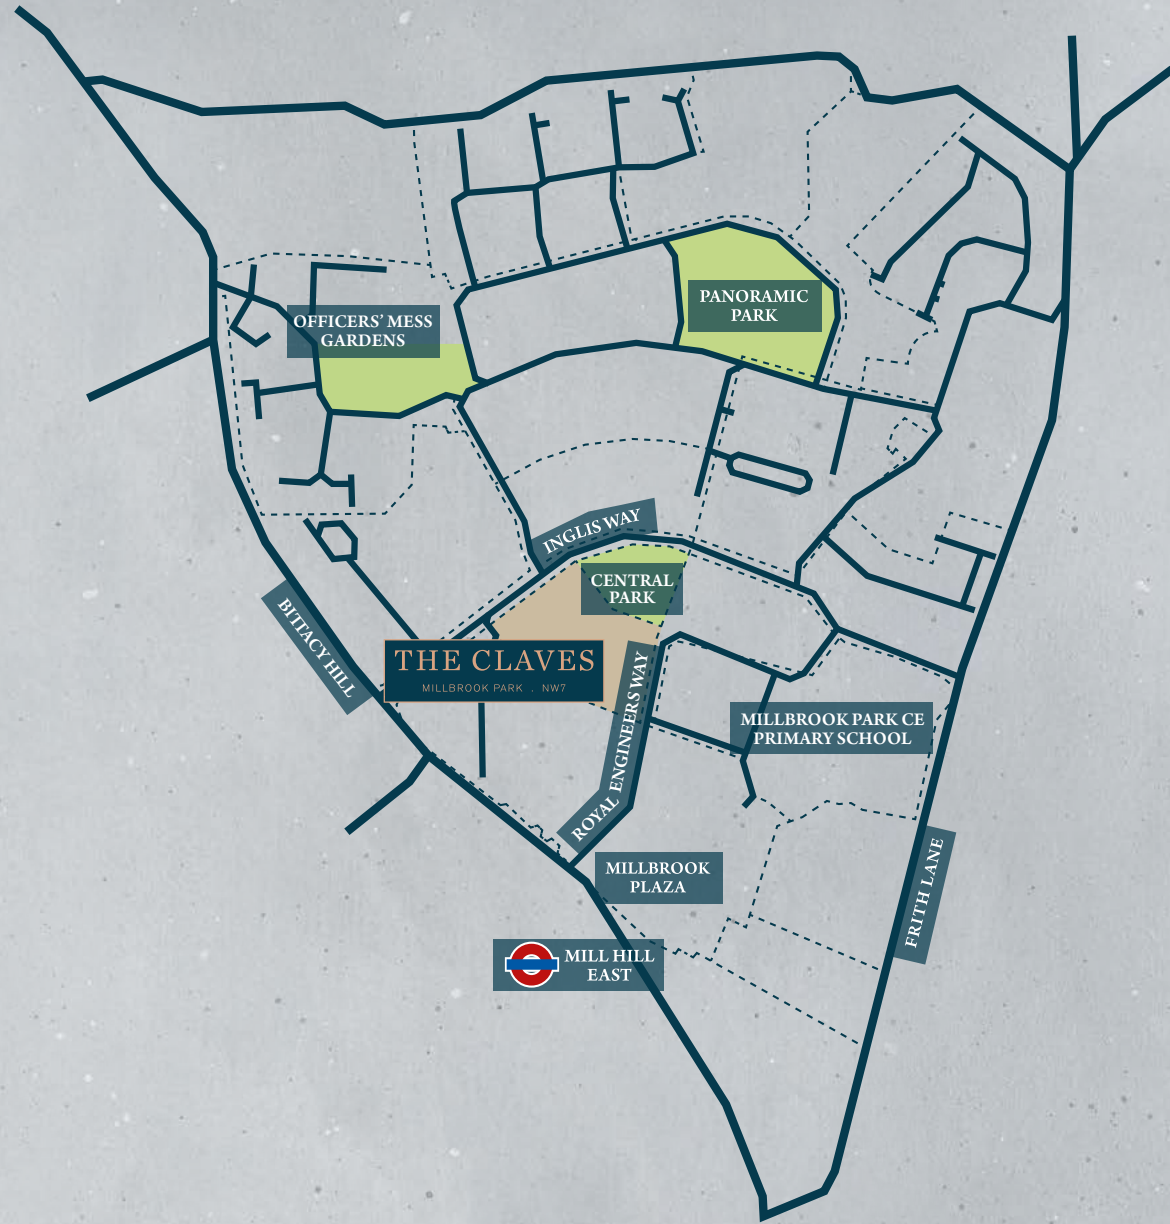 PANORAMIC
PARK
OFFICERS’ MESS
GARDENS
INGLIS WAY
CENTRAL
PARK
BITTACY HILL
THE CLAVES
MILLBROOK PARK . NW7
ROYAL ENGINEERS WAY
MILLBROOK PARK CE
PRIMARY SCHOOL
MILLBROOK
PLAZA
FRITH LANE
MILL HILL
EAST